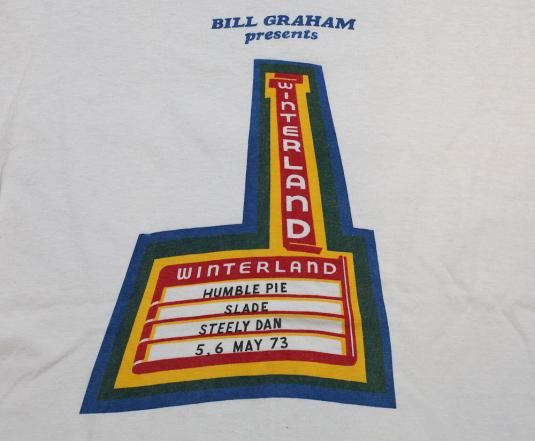 BILL GRAHAM
presents
WINTERLAND
WINTERLAND
HUMBLE PIE
SLADE
STEELY DAN
5, 6 MAY 73